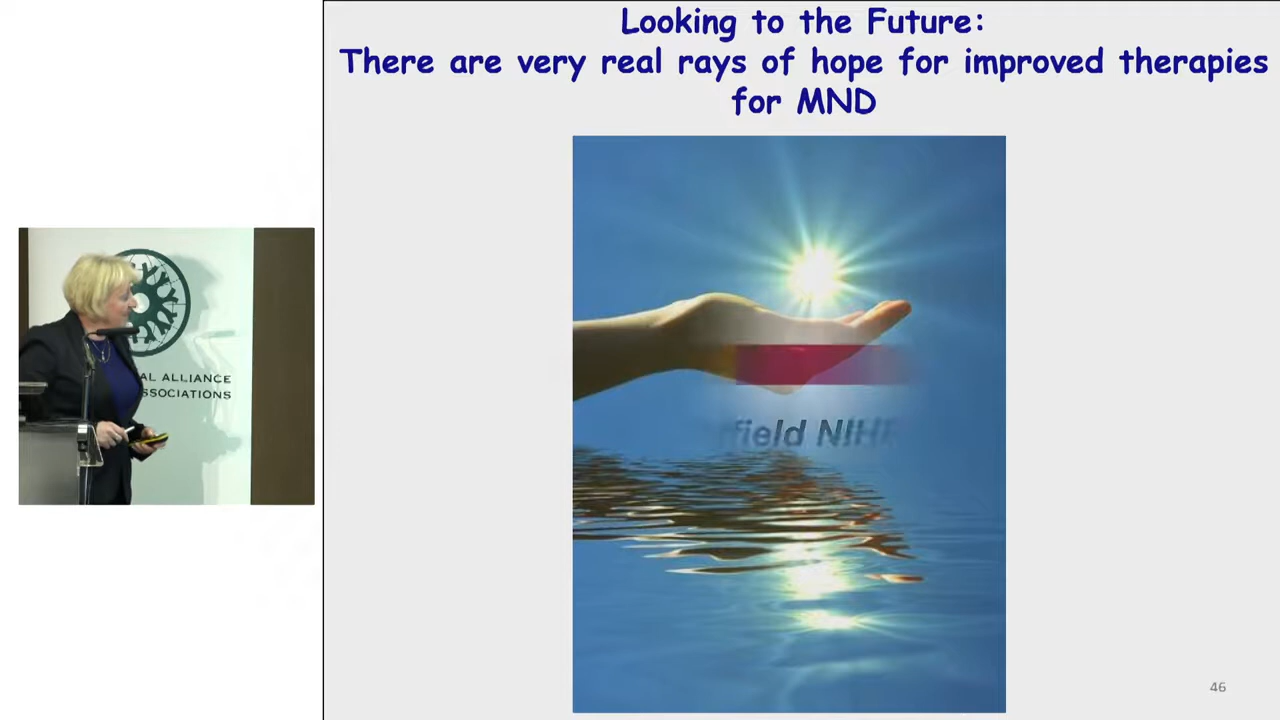 Looking to the Future:
There are very real rays of hope for improved therapies
for MND
AL ALLIANCE
SSOCIATIONS
field NIH
46